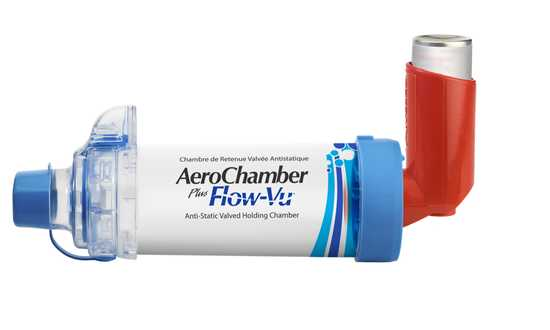 Chambre de Retenue Valvée Antistatique
AeroChamber
Plus Flow-Vu
Anti-Static Valved Holding Chamber